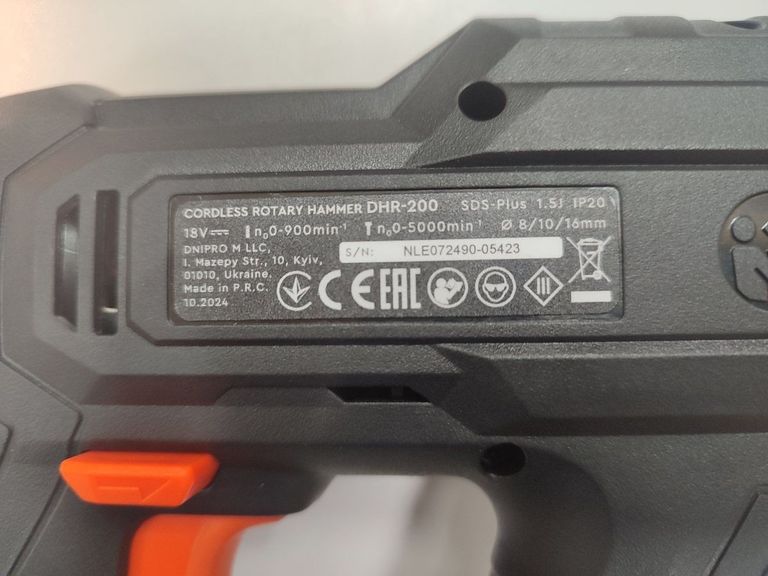 CORDLESS ROTARY HAMMER DHR-200 SDS-Plus 1.5J IP20
18V n₀0-900min⁻¹ n₀0-5000min⁻¹ Ø 8/10/16mm
DNIPRO M LLC,
I. Mazepy Str., 10, Kyiv,
01010, Ukraine.
Made in P.R.C.
10.2024
S/N: NLE072490-05423
CE EAC